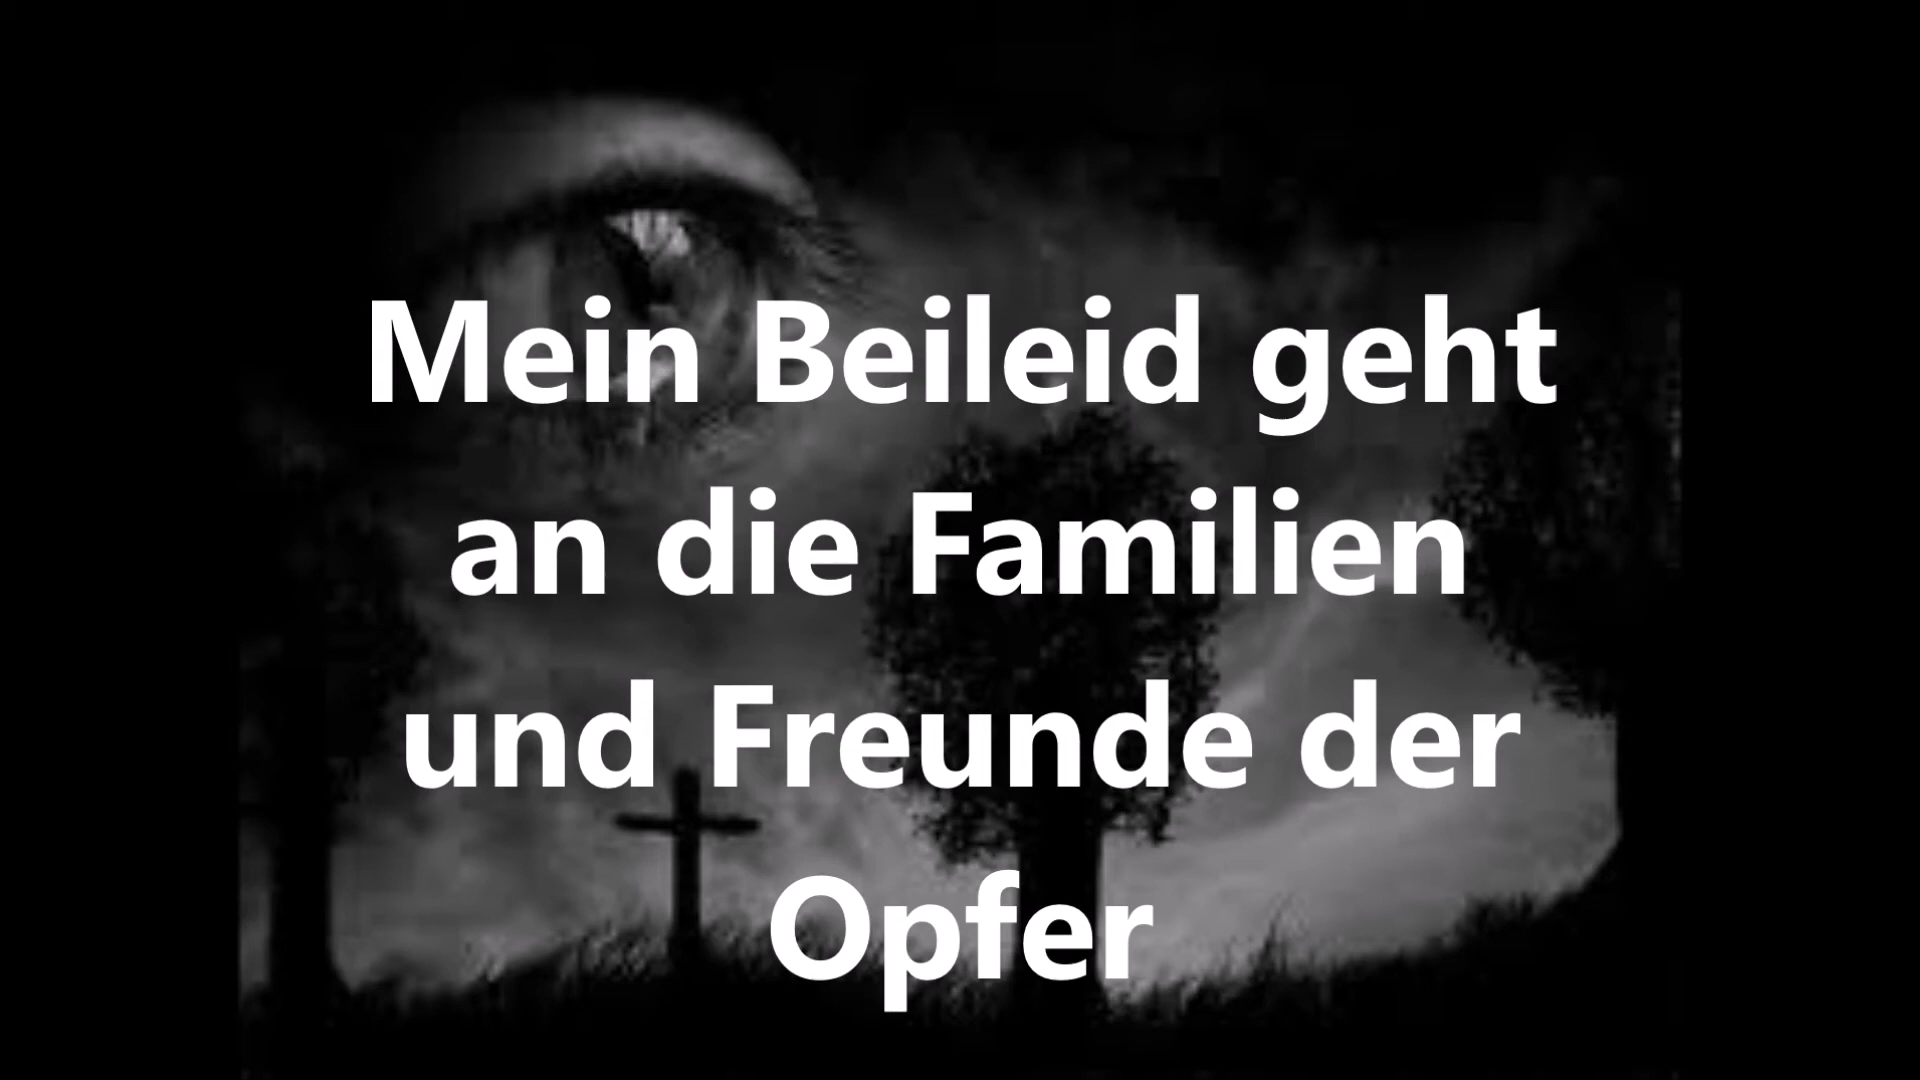 Mein Beileid geht
an die Familien
und Freunde der
Opfer